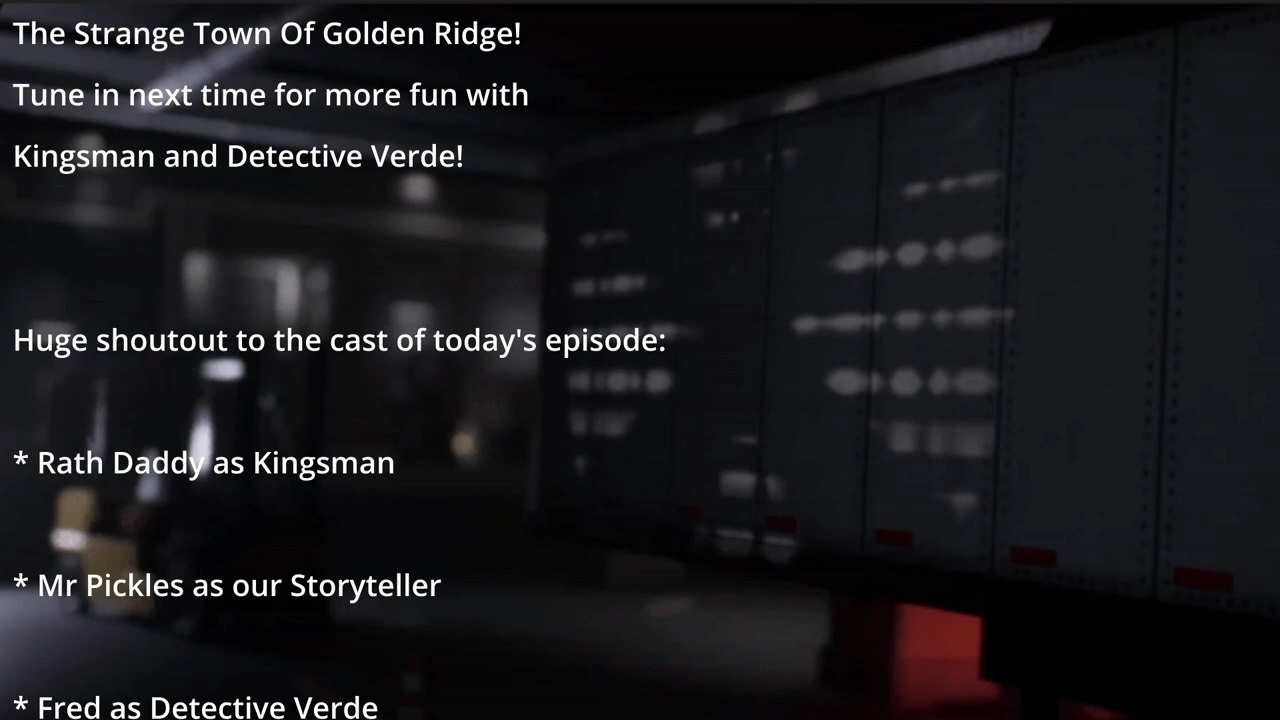 The Strange Town Of Golden Ridge!
Tune in next time for more fun with
Kingsman and Detective Verde!
Huge shoutout to the cast of today's episode:
* Rath Daddy as Kingsman
* Mr Pickles as our Storyteller
* Fred as Detective Verde